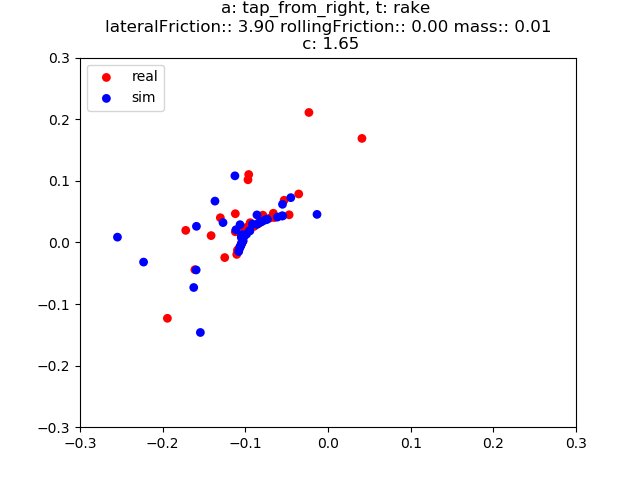 a: tap_from_right, t: rake
lateralFriction:: 3.90 rollingFriction:: 0.00 mass:: 0.01
c: 1.65
real
sim
0.3
0.2
0.1
0.0
−0.1
−0.2
−0.3
−0.3 −0.2 −0.1 0.0 0.1 0.2 0.3